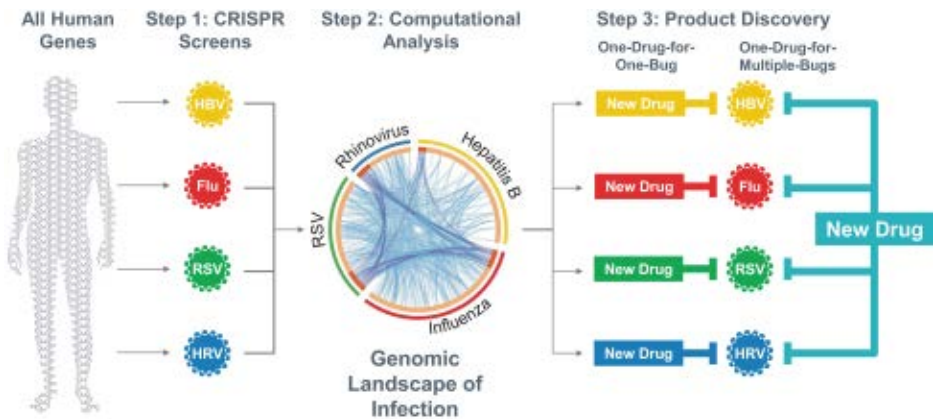 All Human
Genes
Step 1: CRISPR
Screens
Step 2: Computational
Analysis
Step 3: Product Discovery
One-Drug-for-
One-Bug
One-Drug-for-
Multiple-Bugs
HBV
Flu
RSV
HRV
Rhinovirus
Hepatitis B
RSV
Influenza
Genomic
Landscape of
Infection
New Drug
HBV
New Drug
Flu
New Drug
RSV
New Drug
HRV
New Drug